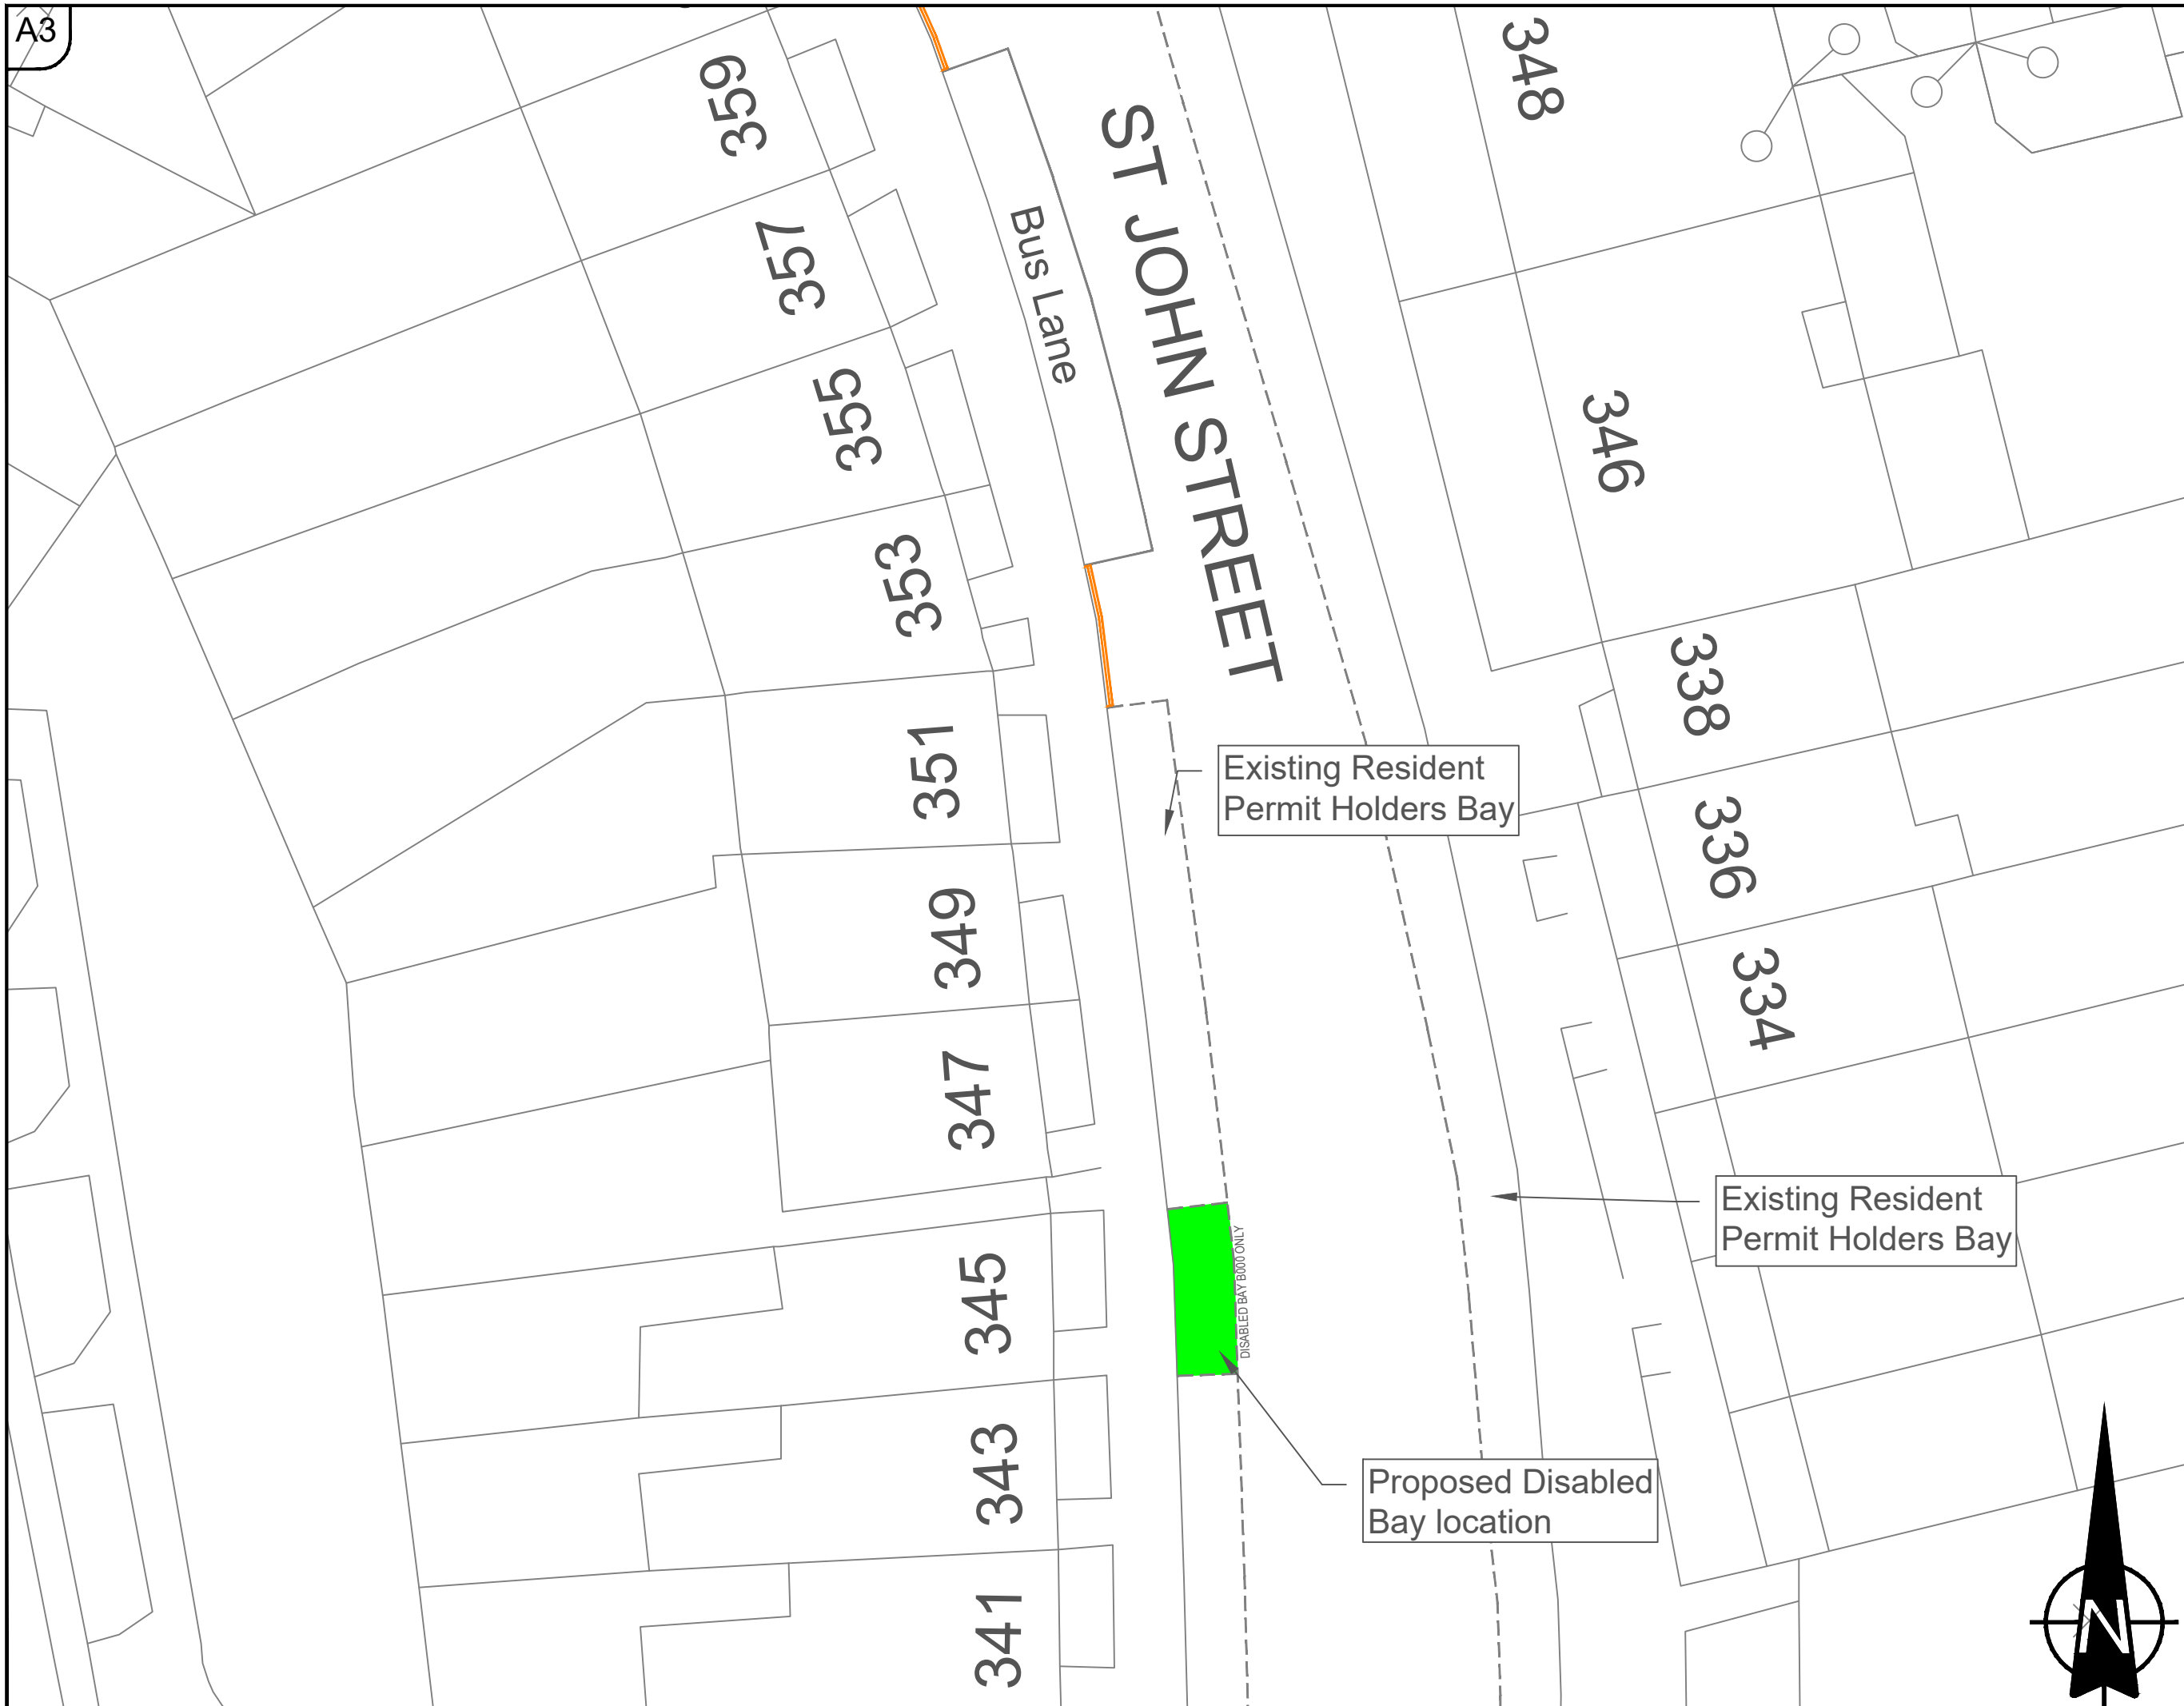 A3
359
348
ST JOHN STREET
357
Bus Lane
355
346
353
338
351
Existing Resident
Permit Holders Bay
336
349
334
347
Existing Resident
Permit Holders Bay
345
DISABLED BAY B000 ONLY
343
Proposed Disabled
Bay location
341
N